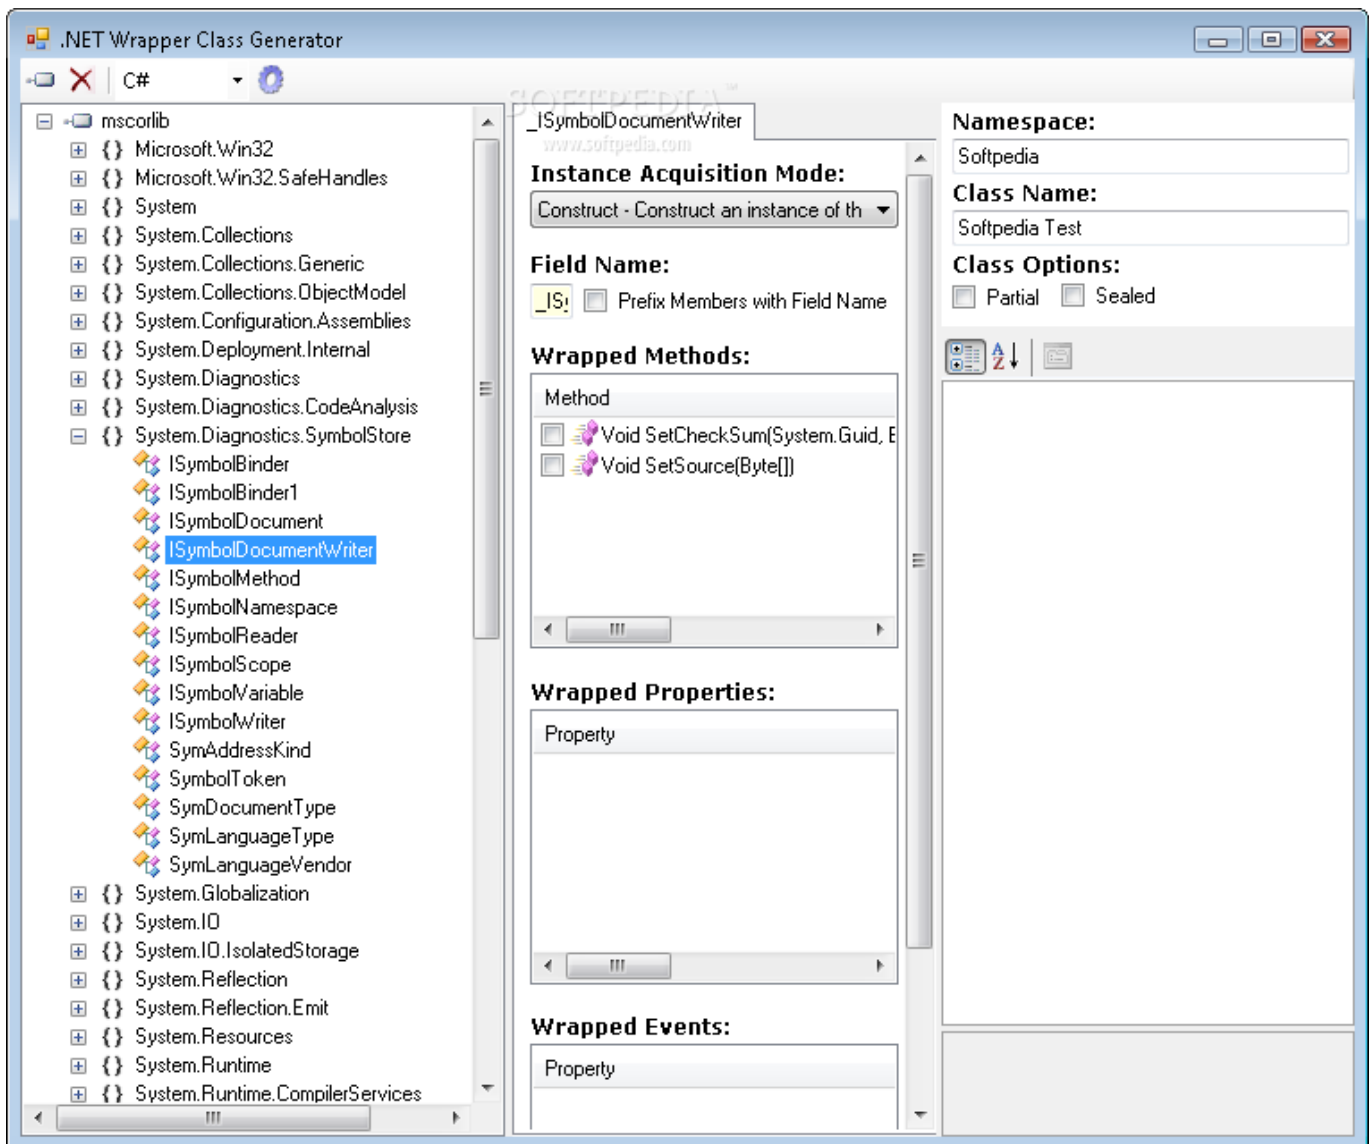 .NET Wrapper Class Generator
C#
SOFTPEDIA™
www.softpedia.com
mscorlib
{} Microsoft.Win32
{} Microsoft.Win32.SafeHandles
{} System
{} System.Collections
{} System.Collections.Generic
{} System.Collections.ObjectModel
{} System.Configuration.Assemblies
{} System.Deployment.Internal
{} System.Diagnostics
{} System.Diagnostics.CodeAnalysis
{} System.Diagnostics.SymbolStore
ISymbolBinder
ISymbolBinder1
ISymbolDocument
ISymbolDocumentWriter
ISymbolMethod
ISymbolNamespace
ISymbolReader
ISymbolScope
ISymbolVariable
ISymbolWriter
SymAddressKind
SymbolToken
SymDocumentType
SymLanguageType
SymLanguageVendor
{} System.Globalization
{} System.IO
{} System.IO.IsolatedStorage
{} System.Reflection
{} System.Reflection.Emit
{} System.Resources
{} System.Runtime
{} System.Runtime.CompilerServices
_ISymbolDocumentWriter
Instance Acquisition Mode:
Construct - Construct an instance of th
Field Name:
_ISy Prefix Members with Field Name
Wrapped Methods:
Method
Void SetCheckSum(System.Guid, B
Void SetSource(Byte[])
Wrapped Properties:
Property
Wrapped Events:
Property
Namespace:
Softpedia
Class Name:
Softpedia Test
Class Options:
Partial Sealed